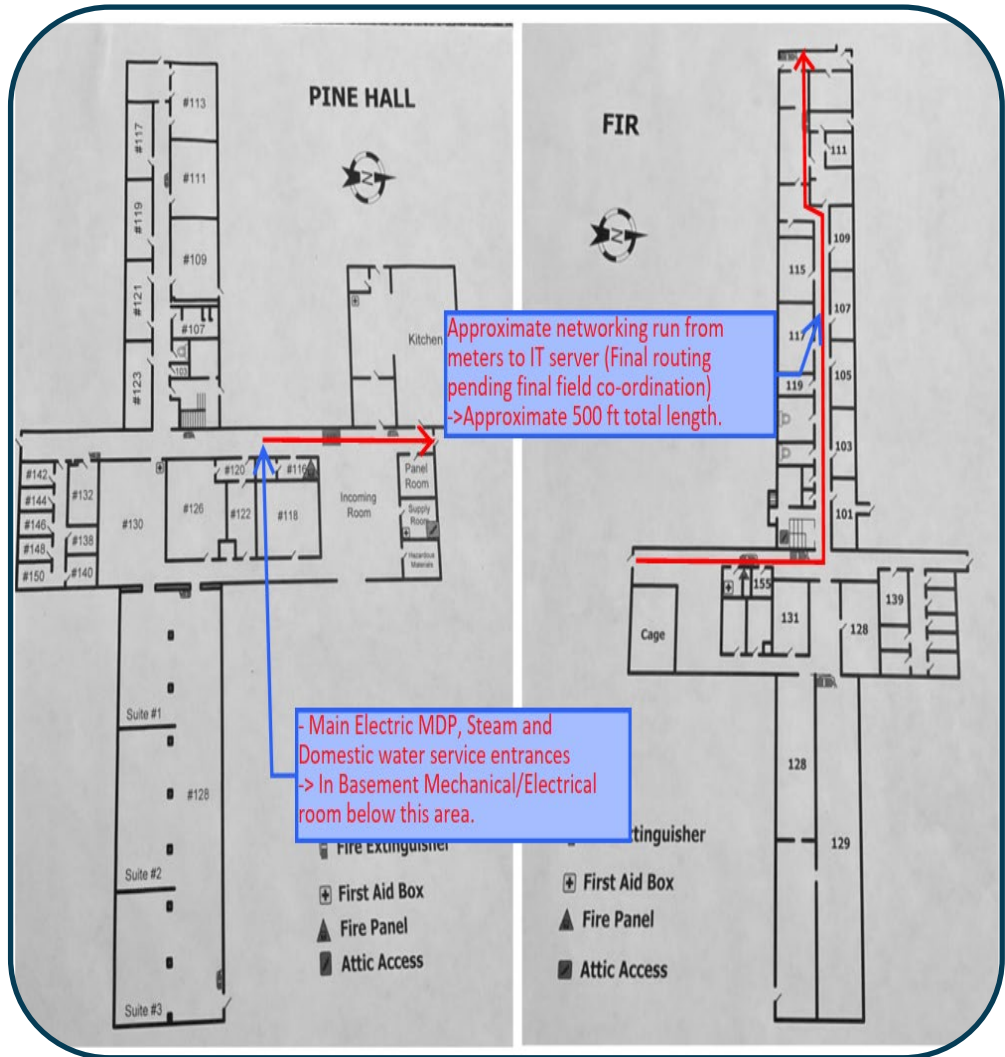 PINE HALL
N
#113
#117
#111
#119
#109
#121
#107
103
#123
Kitchen
#142
#144
#146
#148
#150
#132
#138
#140
#130
#126
#120
#122
#116
#118
Incoming
Room
Panel
Room
Supply
Room
Hazardous
Materials
Suite #1
#128
Suite #2
Suite #3
- Main Electric MDP, Steam and
Domestic water service entrances
-> In Basement Mechanical/Electrical
room below this area.
Fire Extinguisher
First Aid Box
Fire Panel
Attic Access
FIR
N
111
109
115
107
117
105
119
103
101
Approximate networking run from
meters to IT server (Final routing
pending final field co-ordination)
->Approximate 500 ft total length.
Cage
155
131
128
139
128
129
xtinguisher
First Aid Box
Fire Panel
Attic Access